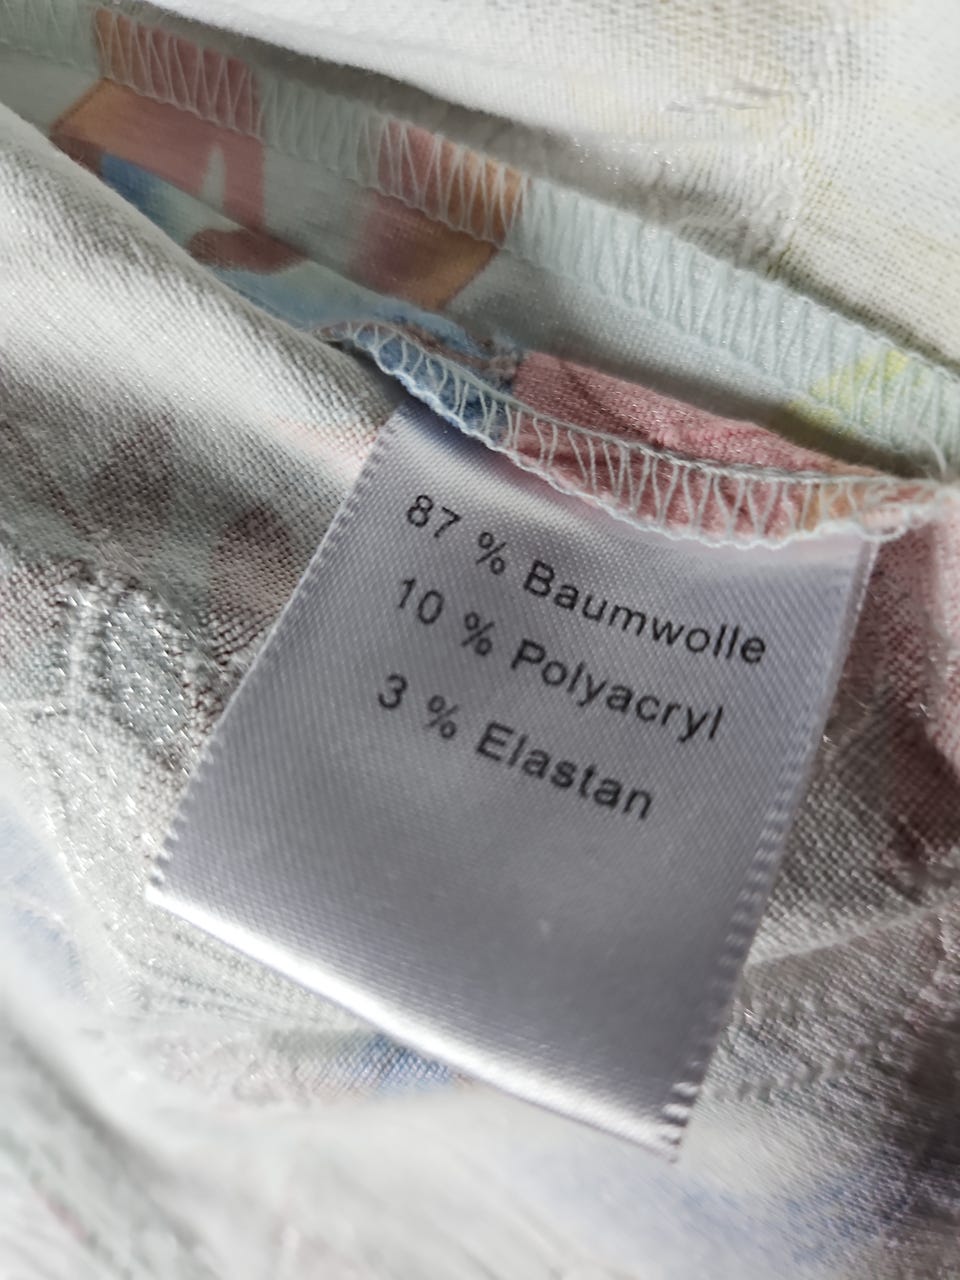 87 % Baumwolle
10 % Polyacryl
3 % Elastan